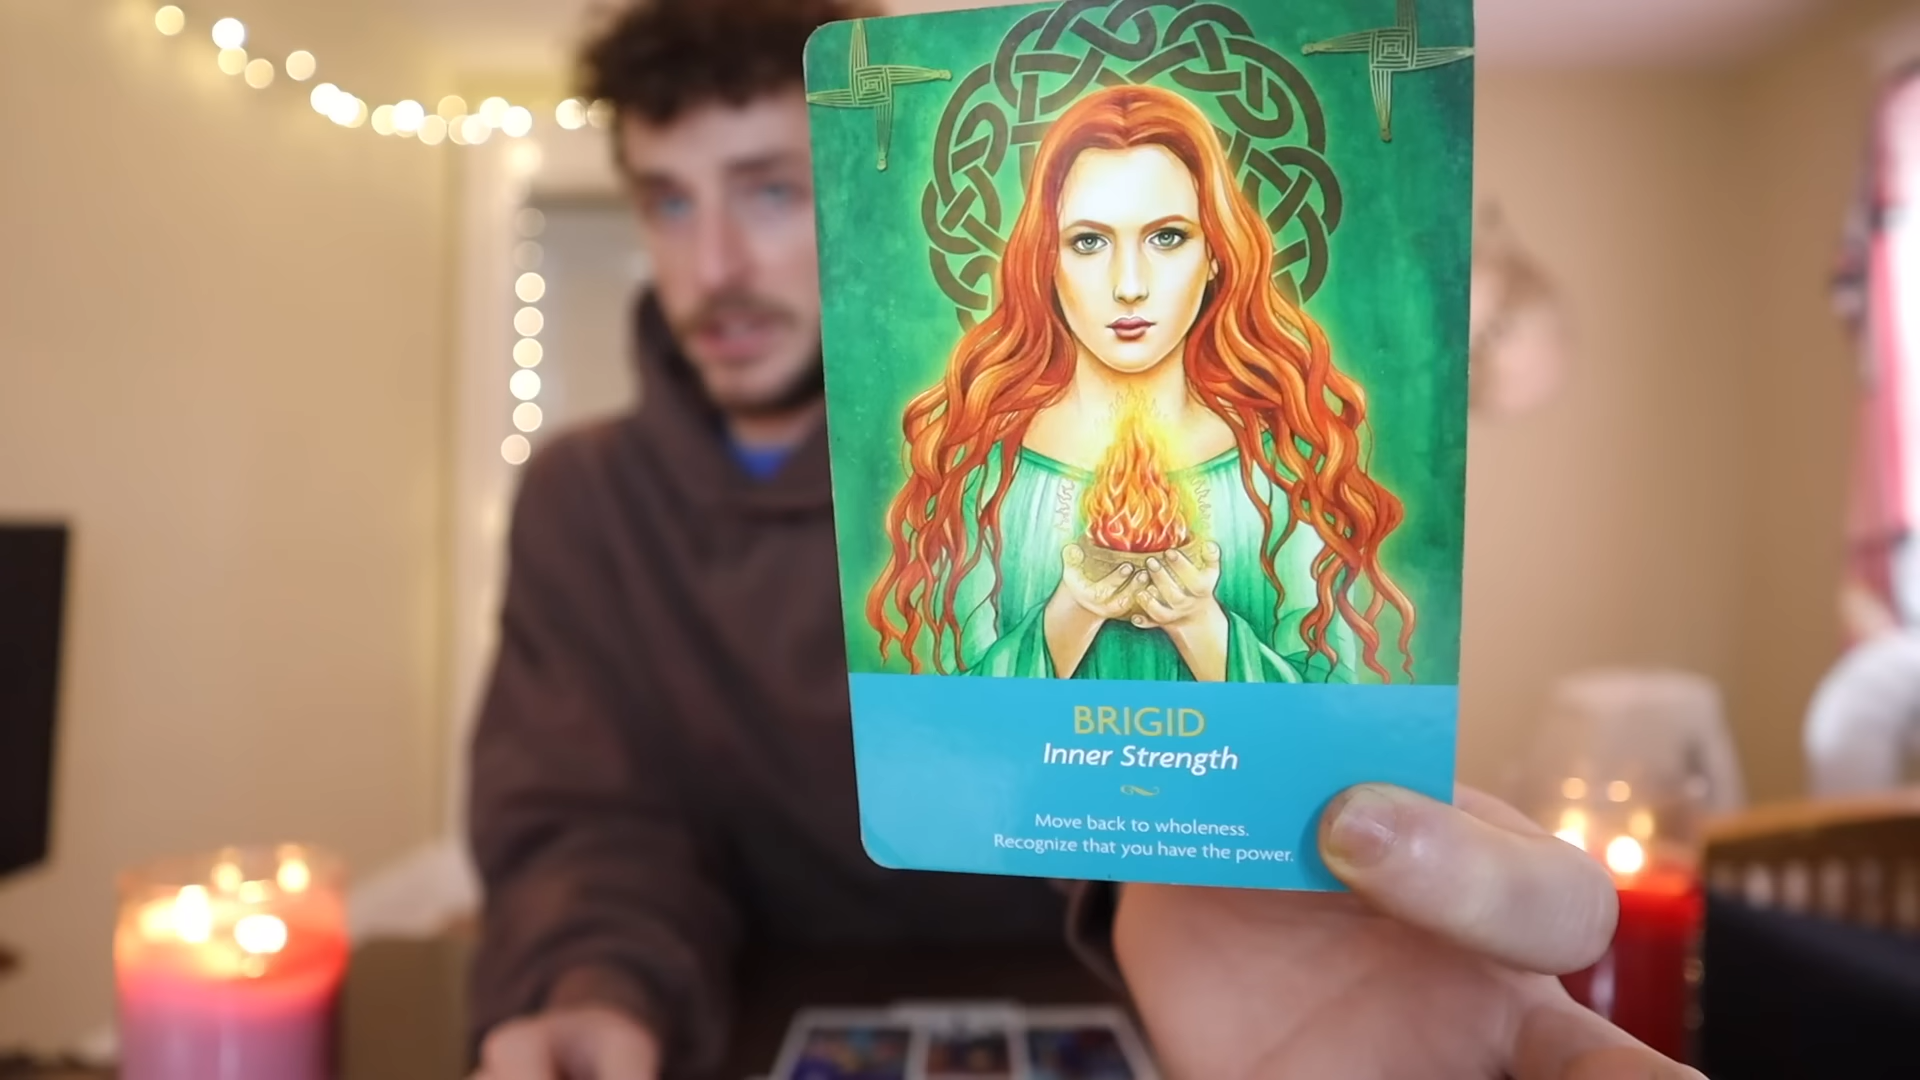 BRIGID
Inner Strength
Move back to wholeness.
Recognize that you have the power.